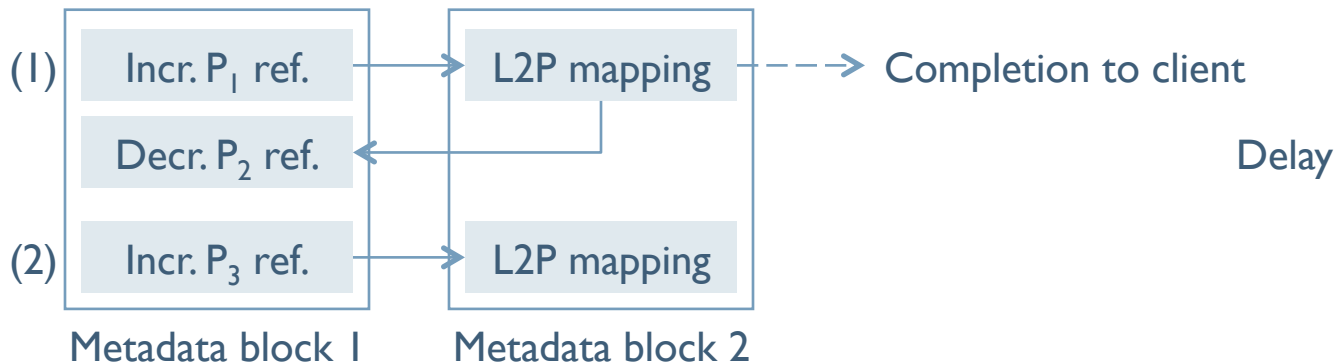 (1) Incr. P₁ ref. L2P mapping Completion to client
Decr. P₂ ref. Delay
(2) Incr. P₃ ref. L2P mapping
Metadata block 1 Metadata block 2